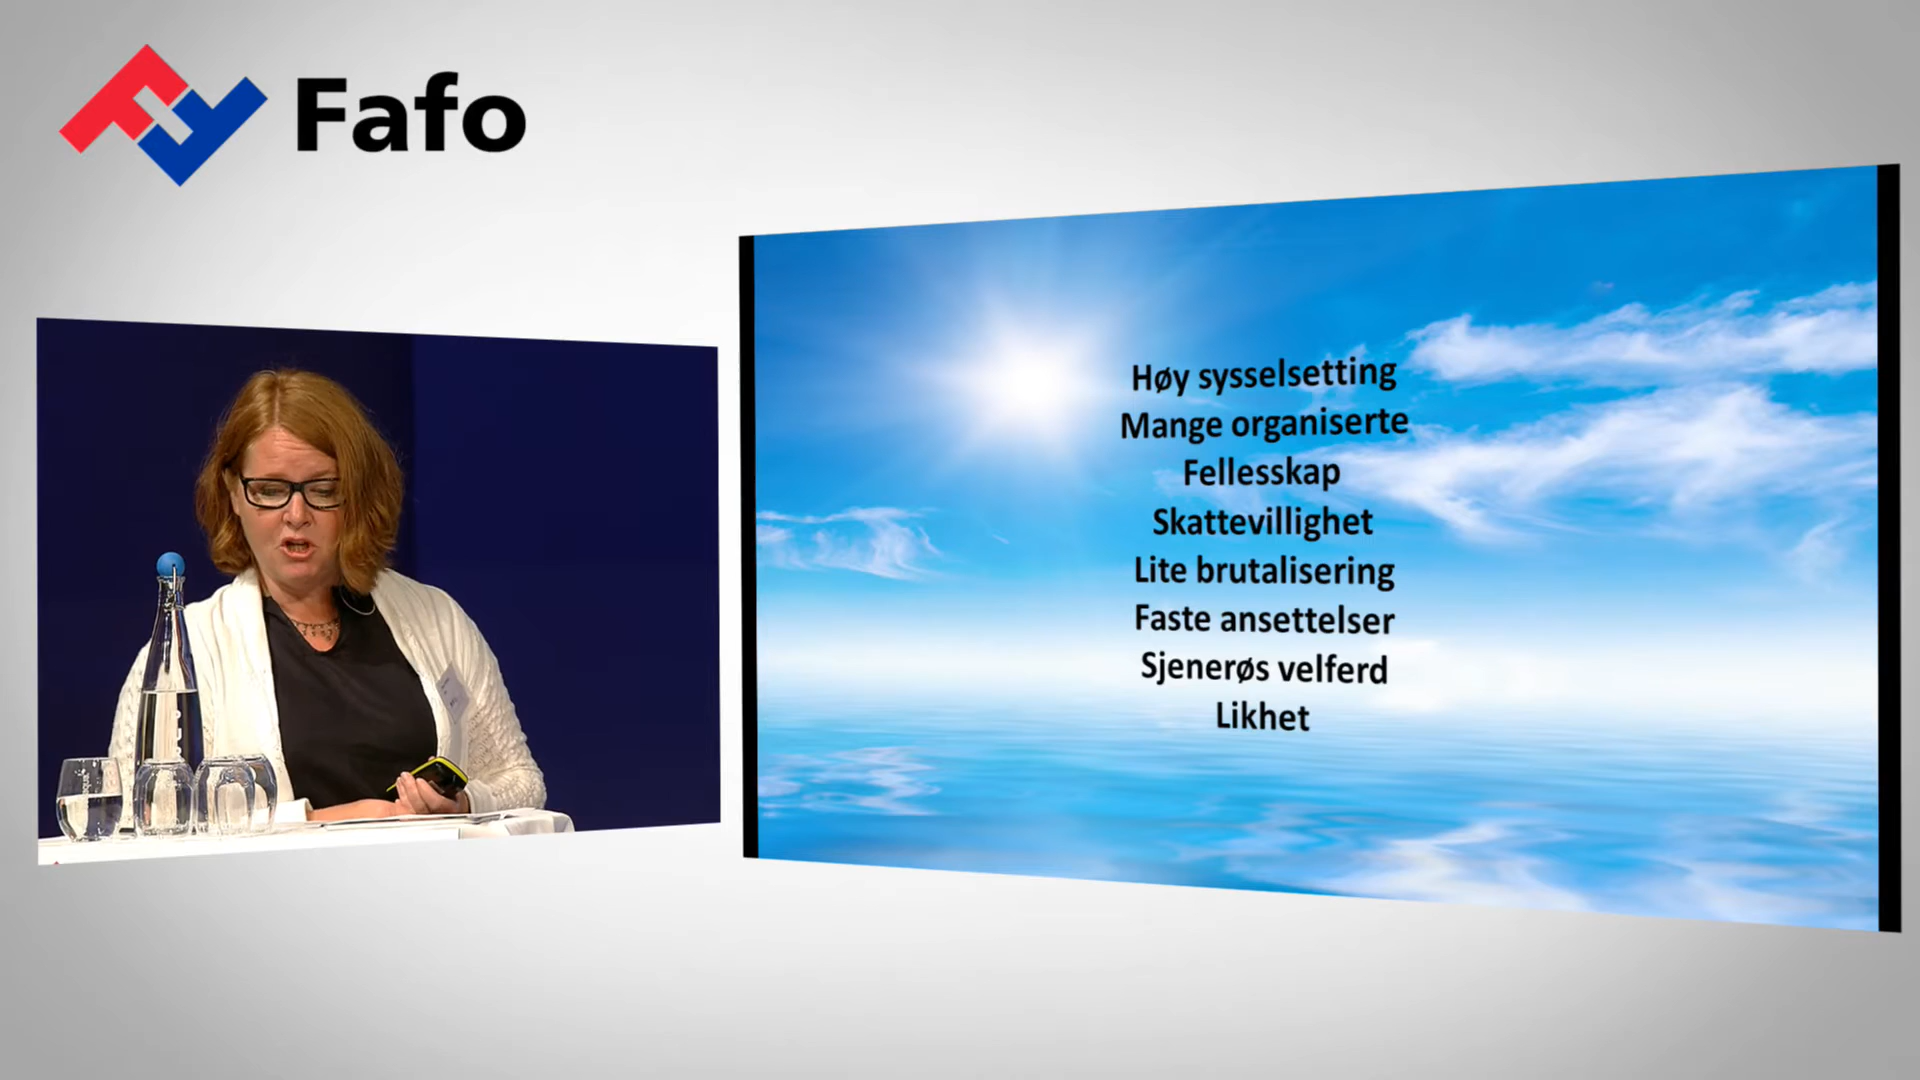 Fafo
Høy sysselsetting
Mange organiserte
Fellesskap
Skattevillighet
Lite brutalisering
Faste ansettelser
Sjenerøs velferd
Likhet